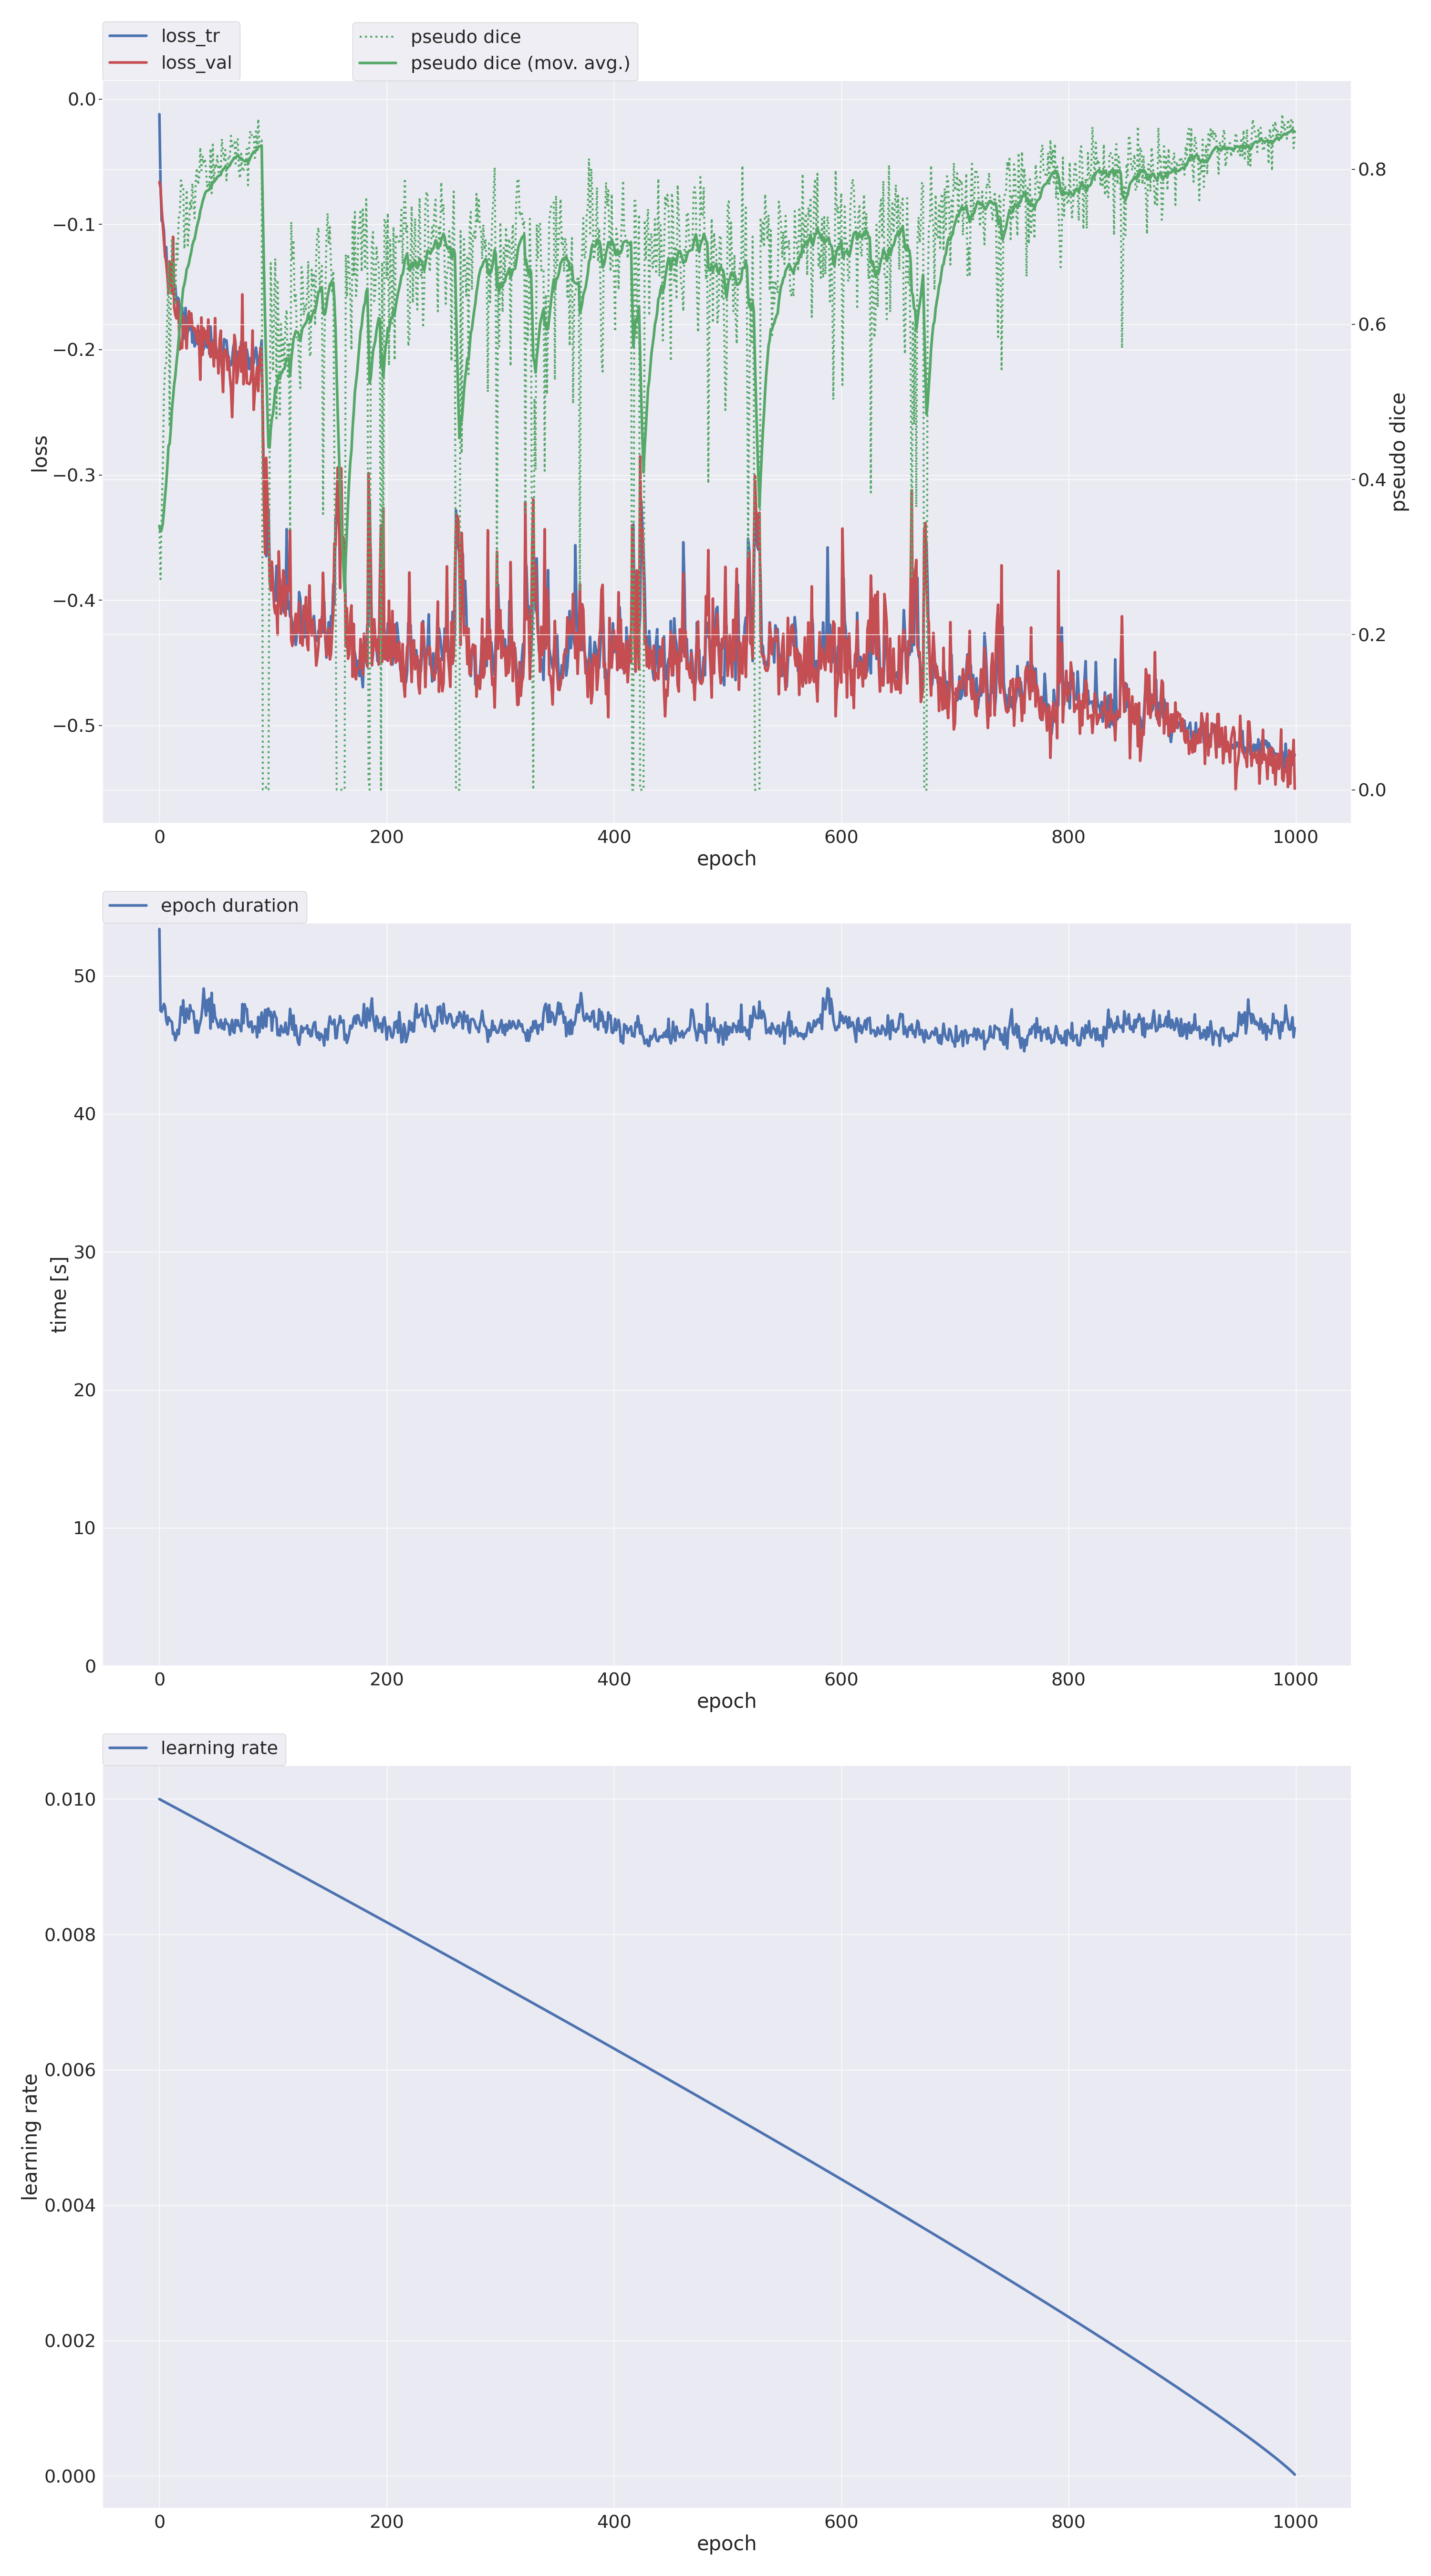 loss_tr
loss_val
pseudo dice
pseudo dice (mov. avg.)
0.0
−0.1
−0.2
−0.3
−0.4
−0.5
loss
0.8
0.6
0.4
0.2
0.0
pseudo dice
0 200 400 600 800 1000
epoch
epoch duration
50
40
30
20
10
0
time [s]
0 200 400 600 800 1000
epoch
learning rate
0.010
0.008
0.006
0.004
0.002
0.000
learning rate
0 200 400 600 800 1000
epoch